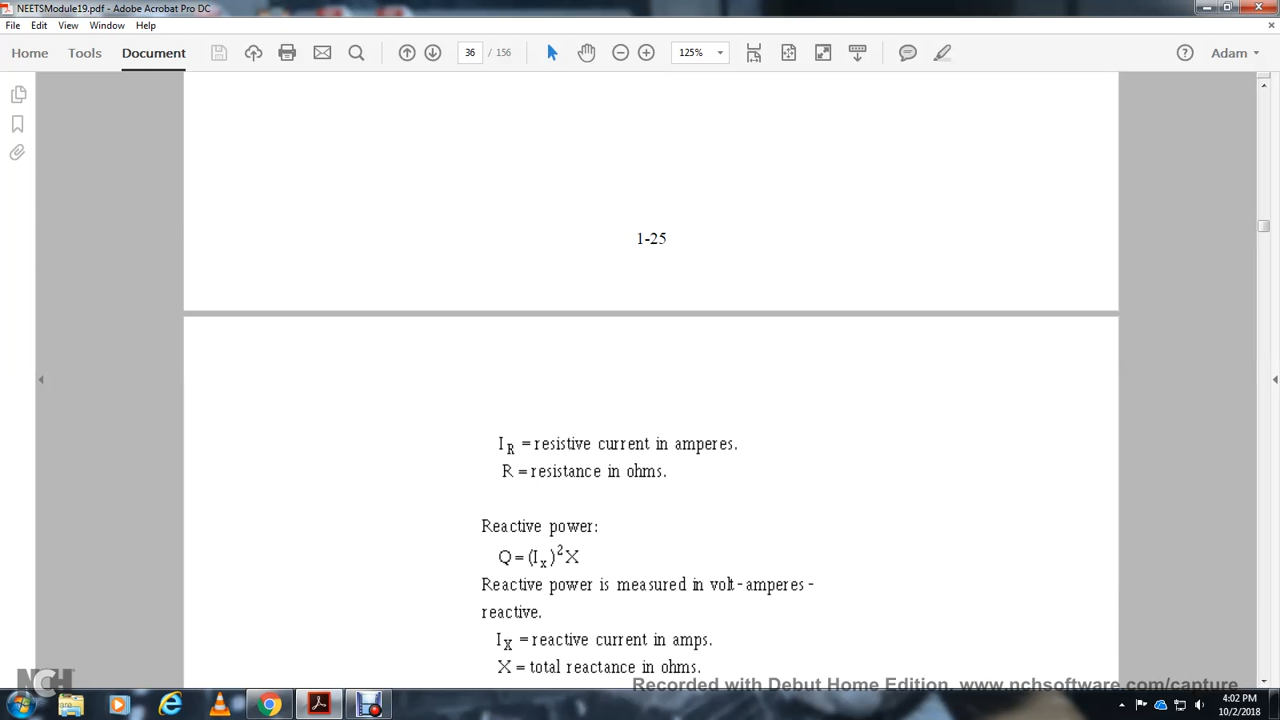 NEETSModule19.pdf - Adobe Acrobat Pro DC
File Edit View Window Help
Home Tools Document 36 / 156 125% Adam
1-25
I R = resistive current in amperes.
R = resistance in ohms.
Reactive power:
Q = (Ix)²X
Reactive power is measured in volt-amperes-
reactive.
IX = reactive current in amps.
X = total reactance in ohms.
NCH
Recorded with Debut Home Edition. www.nchsoftware.com/capture
4:02 PM
10/2/2018